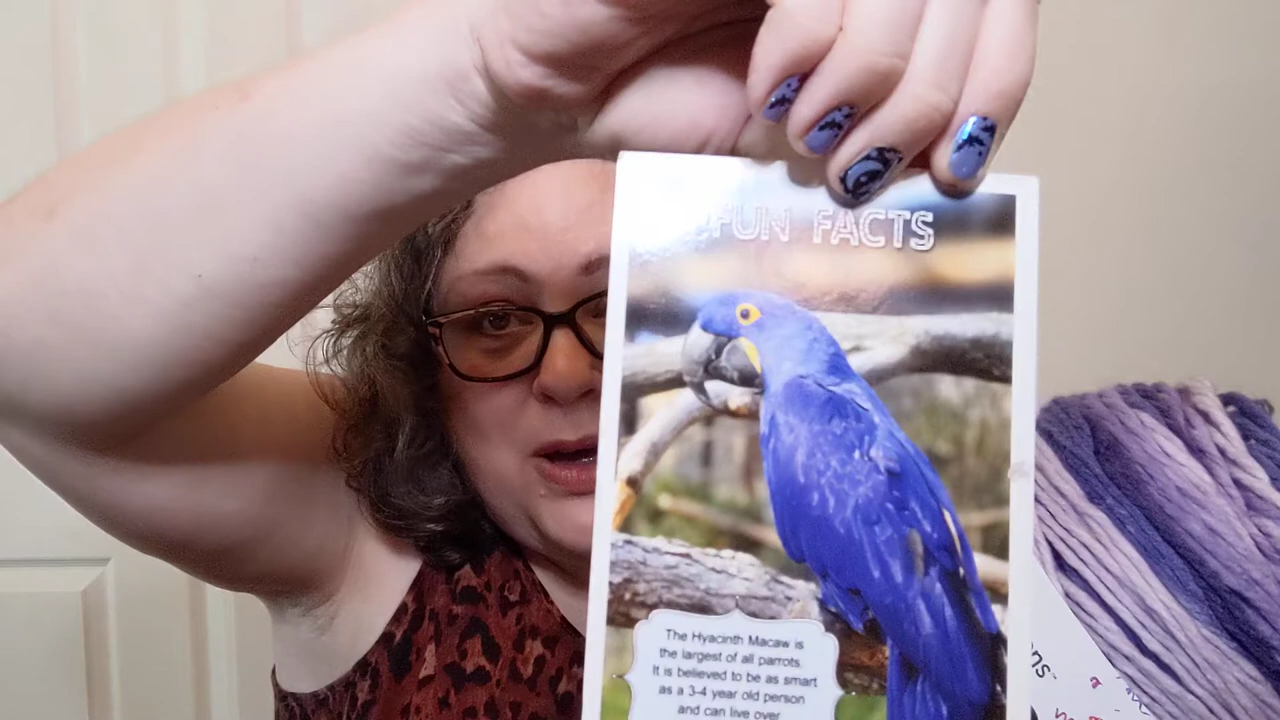 FUN FACTS
The Hyacinth Macaw is
the largest of all parrots.
It is believed to be as smart
as a 3-4 year old person
and can live over
ns